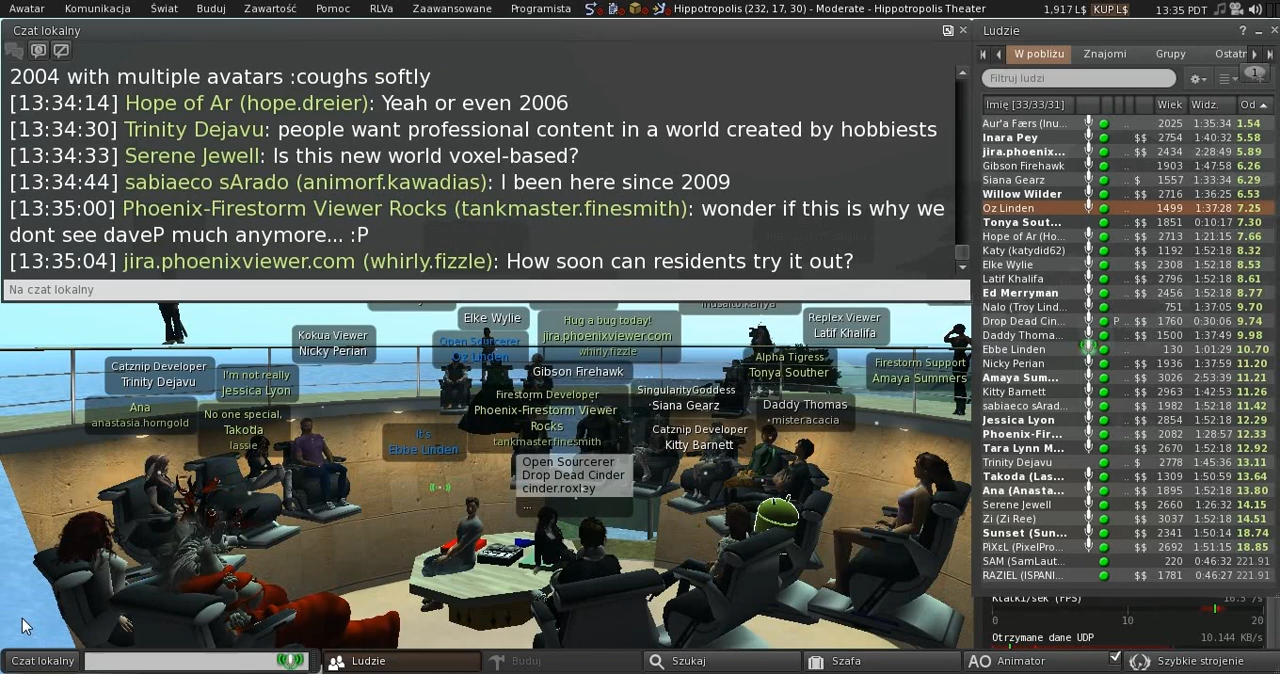 Awatar Komunikacja Świat Buduj Zawartość Pomoc RLVa Zaawansowane Programista Hippotropolis (232, 17, 30) - Moderate - Hippotropolis Theater 1,917 L$ KUP L$ 13:35 PDT
Czat lokalny
2004 with multiple avatars :coughs softly
[13:34:14] Hope of Ar (hope.dreier): Yeah or even 2006
[13:34:30] Trinity Dejavu: people want professional content in a world created by hobbiests
[13:34:33] Serene Jewell: Is this new world voxel-based?
[13:34:44] sabiaeco sArado (animorf.kawadias): I been here since 2009
[13:35:00] Phoenix-Firestorm Viewer Rocks (tankmaster.finesmith): wonder if this is why we
dont see daveP much anymore... :P
[13:35:04] jira.phoenixviewer.com (whirly.fizzle): How soon can residents try it out?
Na czat lokalny
Elke Wylie
Kokua Viewer
Nicky Perian
Open Sourcerer
Oz Linden
Hug a bug today!
jira.phoenixviewer.com
whirly.fizzle
Replex Viewer
Latif Khalifa
Catznip Developer
Trinity Dejavu
I'm not really
Jessica Lyon
Gibson Firehawk
Alpha Tigress
Tonya Souther
Firestorm Support
Amaya Summers
Ana
anastasia.horngold
No one special,
Takoda
lassie
Firestorm Developer
Phoenix-Firestorm Viewer
Rocks
tankmaster.finesmith
SingularityGoddess
Siana Gearz
Daddy Thomas
mister.acacia
It's
Ebbe Linden
Catznip Developer
Kitty Barnett
Open Sourcerer
Drop Dead Cinder
cinder.roxley
...
Ludzie
W pobliżu Znajomi Grupy Ostatr
Filtruj ludzi
1
Imię [33/33/31] Wiek Widz. Od
Aur'a Færs (Inu... .. 2025 1:35:34 1.54
Inara Pey $$ 2754 1:40:32 5.58
jira.phoenix... .. $$ 2434 2:28:49 5.89
Gibson Firehawk 1903 1:47:58 6.26
Siana Gearz .. $ 1557 1:33:34 6.29
Willow Wilder $$ 2716 1:36:25 6.53
Oz Linden .. 1499 1:37:28 7.25
Tonya Sout... .. $$ 1851 0:10:17 7.30
Hope of Ar (Ho... .. $$ 2713 1:21:15 7.66
Katy (katydid62) .. $$ 1192 1:52:18 8.32
Elke Wylie .. $$ 2308 1:52:18 8.53
Latif Khalifa .. $$ 2796 1:52:18 8.61
Ed Merryman .. $$ 2456 1:52:18 8.77
Nalo (Troy Lind... 751 1:37:05 9.70
Drop Dead Cin... P .. $$ 1760 0:30:06 9.74
Daddy Thoma... .. $$ 1500 1:37:49 9.98
Ebbe Linden 130 1:01:29 10.70
Nicky Perian .. $$ 1936 1:37:59 11.20
Amaya Sum... .. $$ 3026 2:53:39 11.21
Kitty Barnett .. $$ 2963 1:42:53 11.26
sabiaeco sArad... .. $$ 1982 1:52:18 11.42
Jessica Lyon .. $$ 2854 1:52:18 12.29
Phoenix-Fir... .. $$ 2082 1:28:57 12.33
Tara Lynn M... .. $$ 2670 1:52:18 12.92
Trinity Dejavu .. $ 2778 1:45:36 13.11
Takoda (Las... .. $$ 1309 1:50:59 13.64
Ana (Anasta... .. $$ 1895 1:52:18 13.80
Serene Jewell .. $$ 2660 1:26:32 14.15
Zi (Zi Ree) $$ 3037 1:52:18 14.51
Sunset (Sun... .. $$ 2341 1:50:14 18.74
PiXεL (PixelPro... $$ 2692 1:51:15 18.85
SAM (SamLaut... .. 220 0:46:32 221.91
RAZIEL (ISPANI... $$ 1781 0:46:27 221.91
Klatki/sek (FPS) 16.5 /s
0 10 20
Otrzymane dane UDP 10.144 KB/s
Czat lokalny Ludzie Buduj Szukaj Szafa AO Animator Szybkie strojenie